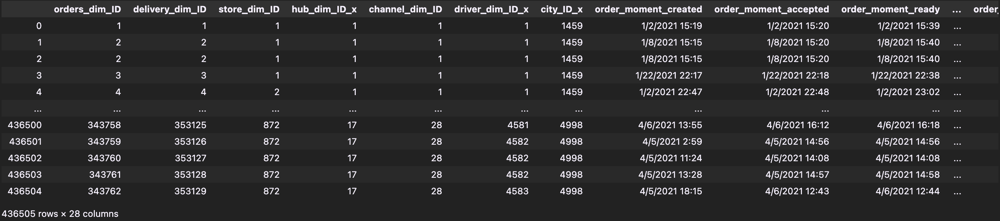 orders_dim_ID delivery_dim_ID store_dim_ID hub_dim_ID_x channel_dim_ID driver_dim_ID_x city_ID_x order_moment_created order_moment_accepted order_moment_ready ... order_
0 1 1 1 1 1 1 1459 1/2/2021 15:19 1/2/2021 15:20 1/2/2021 15:39 ...
1 2 2 1 1 1 1 1459 1/8/2021 15:15 1/8/2021 15:20 1/8/2021 15:40 ...
2 2 2 1 1 1 1 1459 1/8/2021 15:15 1/8/2021 15:20 1/8/2021 15:40 ...
3 3 3 1 1 1 1 1459 1/22/2021 22:17 1/22/2021 22:18 1/22/2021 22:38 ...
4 4 4 2 1 1 1 1459 1/2/2021 22:47 1/2/2021 22:48 1/2/2021 23:02 ...
... ... ... ... ... ... ... ... ... ... ... ...
436500 343758 353125 872 17 28 4581 4998 4/6/2021 13:55 4/6/2021 16:12 4/6/2021 16:18 ...
436501 343759 353126 872 17 28 4582 4998 4/5/2021 2:59 4/5/2021 14:56 4/5/2021 14:56 ...
436502 343760 353127 872 17 28 4582 4998 4/5/2021 11:24 4/5/2021 14:08 4/5/2021 14:08 ...
436503 343761 353128 872 17 28 4582 4998 4/5/2021 13:28 4/5/2021 14:57 4/5/2021 14:58 ...
436504 343762 353129 872 17 28 4583 4998 4/5/2021 18:15 4/6/2021 12:43 4/6/2021 12:44 ...
436505 rows × 28 columns